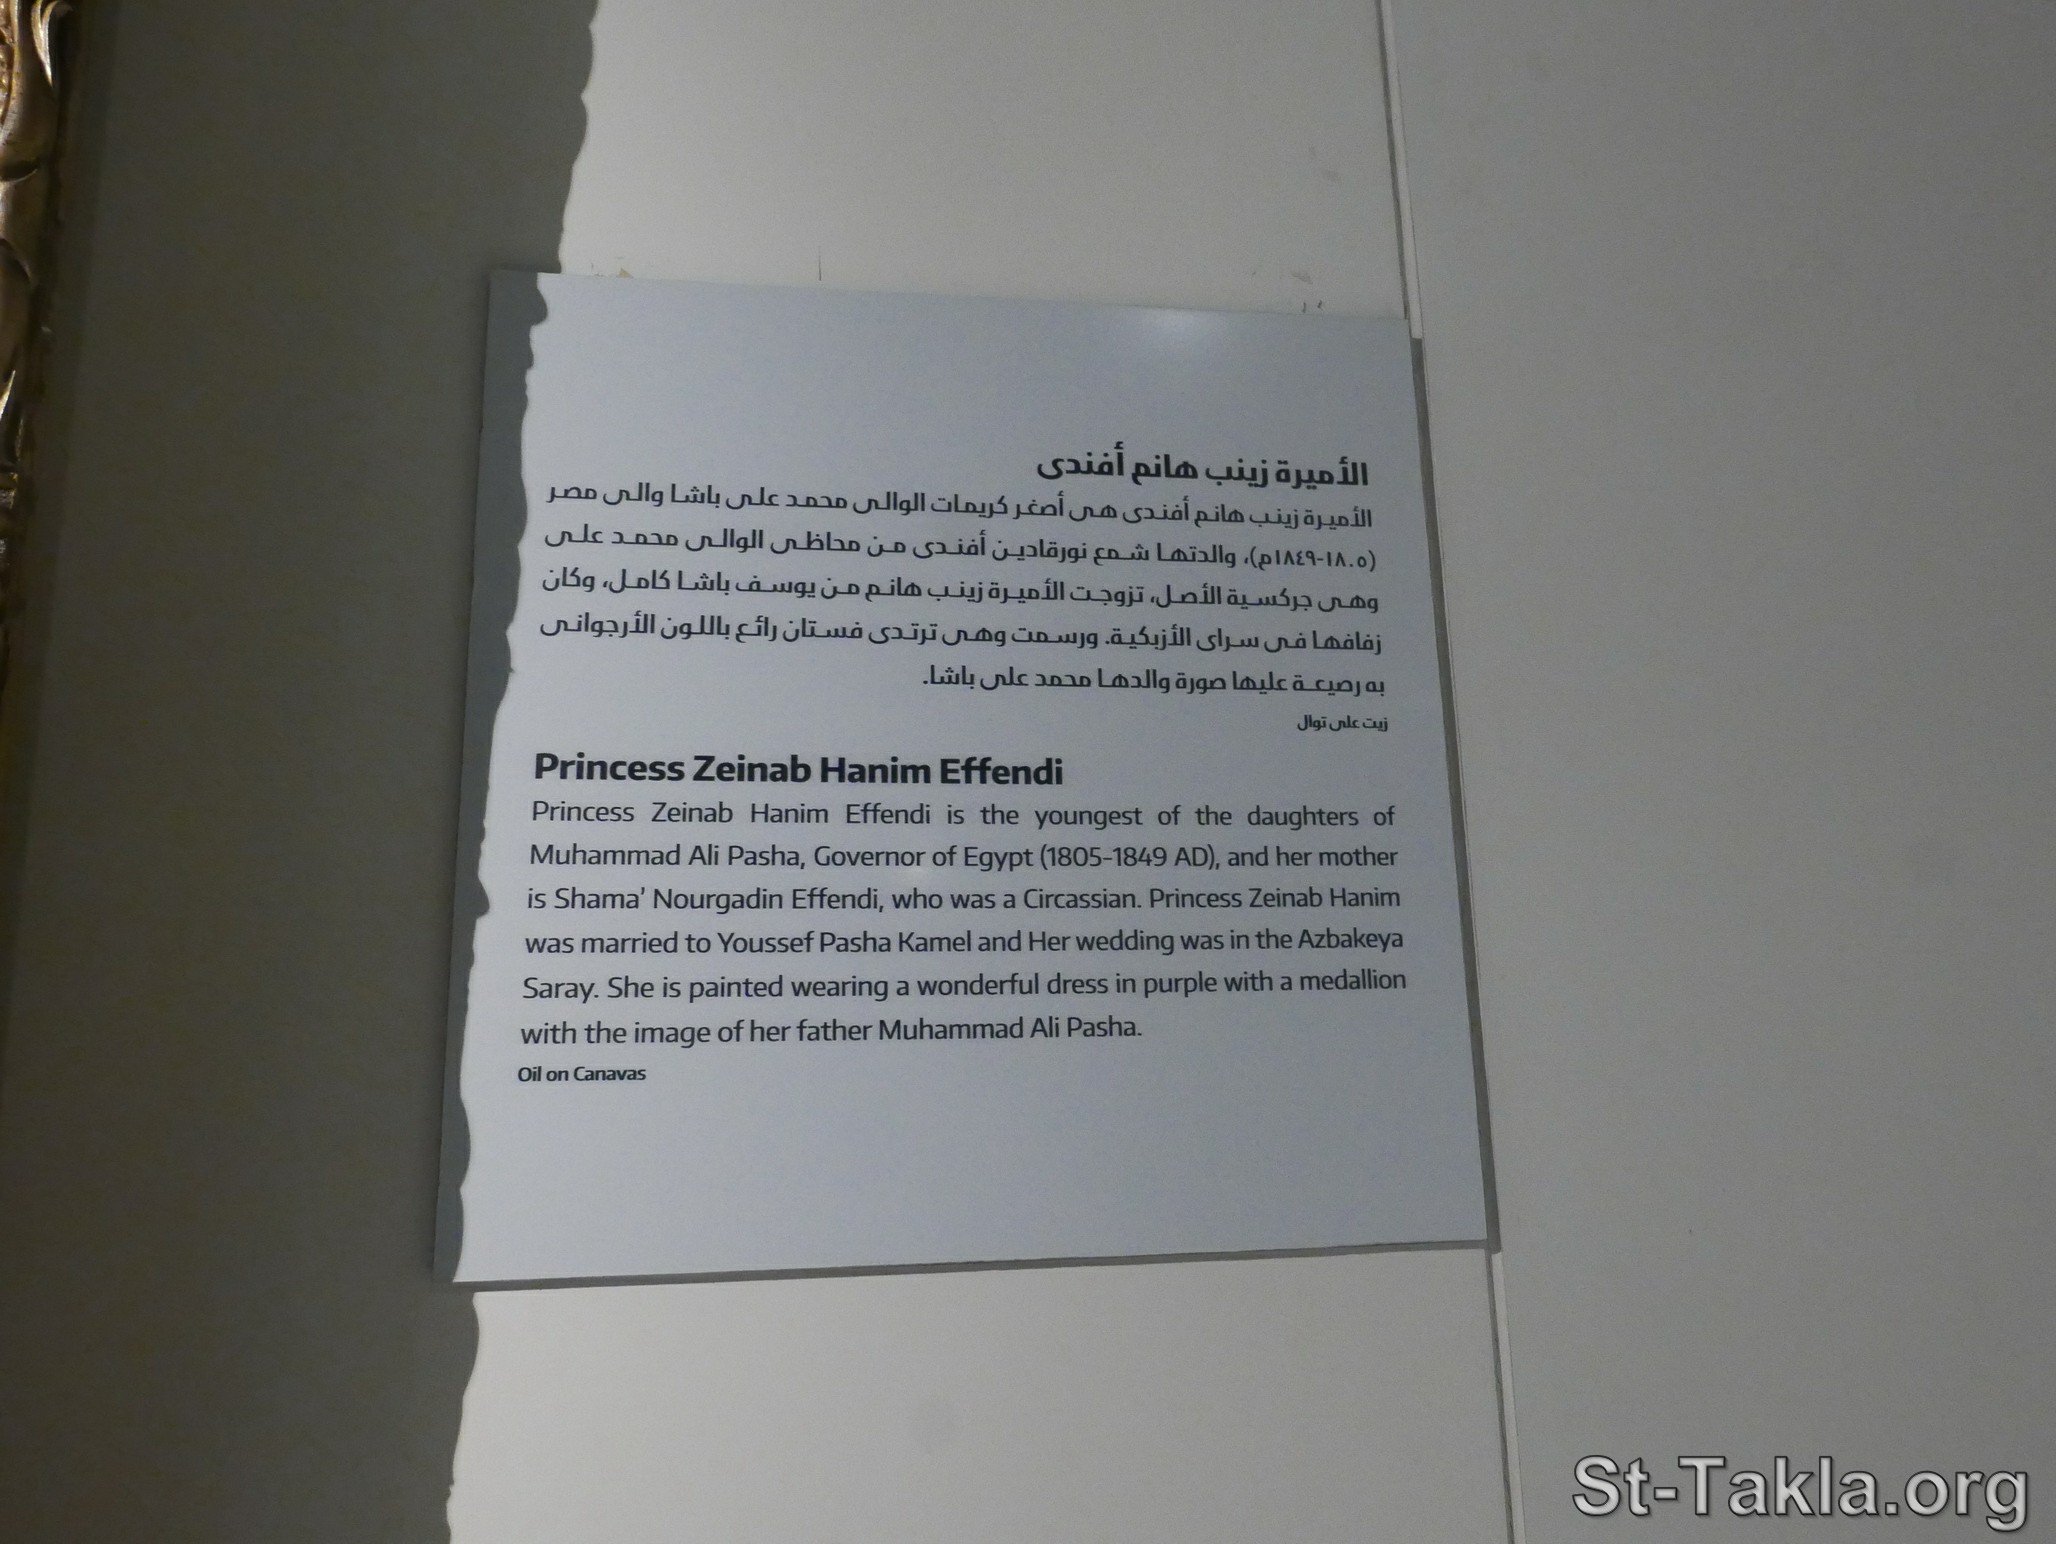 الأميرة زينب هانم أفندى
الأميرة زينب هانم أفندى هى أصغر كريمات الوالى محمد على باشا والى مصر
(١٨٠٥-١٨٤٩م)، والدتها شمع نورقادين أفندى من محاظى الوالى محمد على
وهى جركسية الأصل، تزوجت الأميرة زينب هانم من يوسف باشا كامل، وكان
زفافها فى سراى الأزبكية. ورسمت وهى ترتدى فستان رائع باللون الأرجوانى
به رصيعة عليها صورة والدها محمد على باشا.
زيت على توال
Princess Zeinab Hanim Effendi
Princess Zeinab Hanim Effendi is the youngest of the daughters of
Muhammad Ali Pasha, Governor of Egypt (1805-1849 AD), and her mother
is Shama' Nourgadin Effendi, who was a Circassian. Princess Zeinab Hanim
was married to Youssef Pasha Kamel and Her wedding was in the Azbakeya
Saray. She is painted wearing a wonderful dress in purple with a medallion
with the image of her father Muhammad Ali Pasha.
Oil on Canavas
St-Takla.org